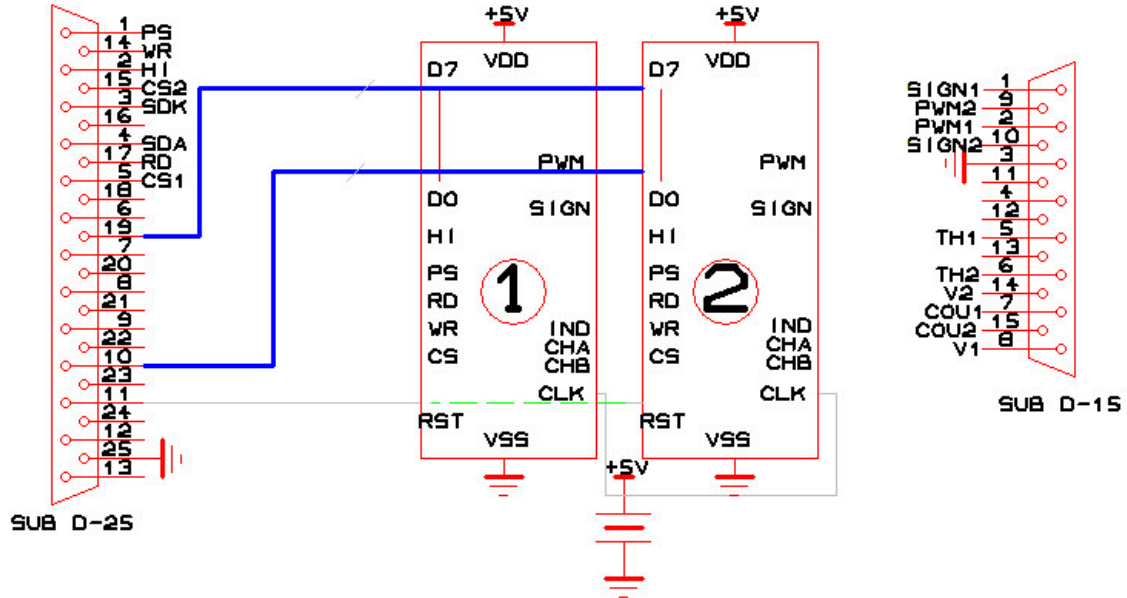 1 PS
14 WR
2 HI
15 CS2
3 SDK
16
4 SDA
17 RD
5 CS1
18
6
19
7
20
8
21
9
22
10
23
11
24
12
25
13
SUB D-25
+5V
VDD
D7
PWM
D0
SIGN
HI
PS
RD
WR
CS
1
IND
CHA
CHB
CLK
RST
VSS
+5V
VDD
D7
PWM
D0
SIGN
HI
PS
RD
WR
CS
2
IND
CHA
CHB
CLK
RST
VSS
+5V
SIGN1 1
PWM2 9
PWM1 2
SIGN2 10
3
11
4
12
TH1 5
13
TH2 6
V2 14
COU1 7
COU2 15
V1 8
SUB D-15